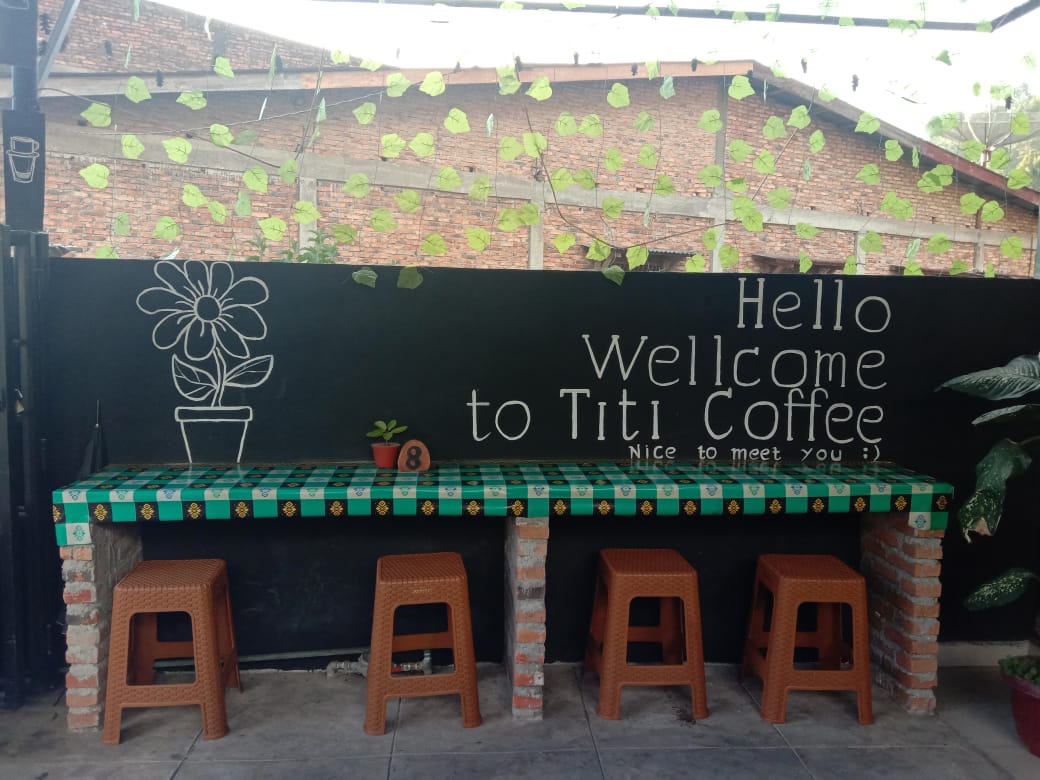 Hello
Wellcome
to Titi Coffee
Nice to meet you :)
8